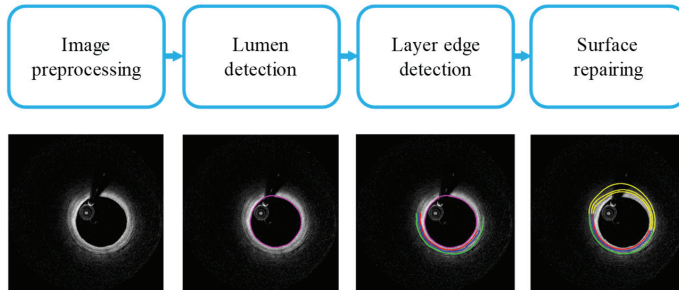 Image
preprocessing
Lumen
detection
Layer edge
detection
Surface
repairing